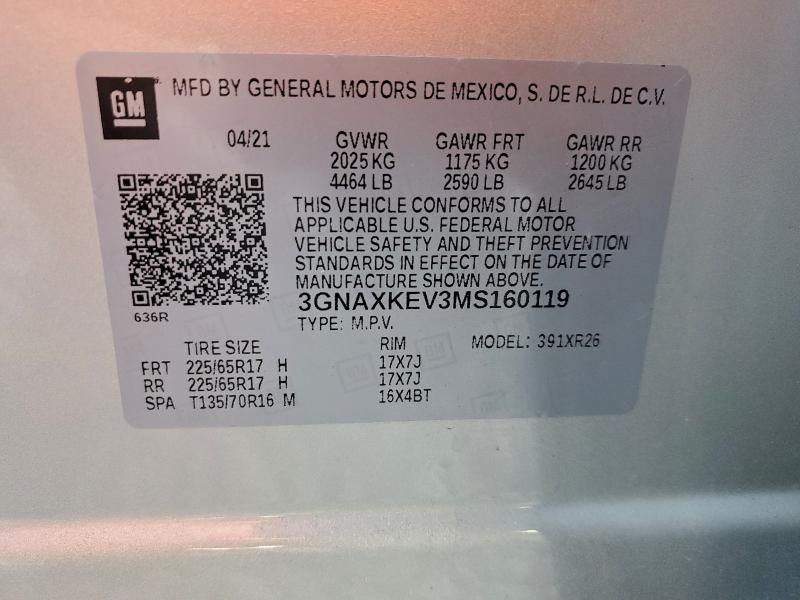 GM
MFD BY GENERAL MOTORS DE MEXICO, S. DE R.L. DE C.V.
04/21 GVWR GAWR FRT GAWR RR
2025 KG 1175 KG 1200 KG
4464 LB 2590 LB 2645 LB
THIS VEHICLE CONFORMS TO ALL
APPLICABLE U.S. FEDERAL MOTOR
VEHICLE SAFETY AND THEFT PREVENTION
STANDARDS IN EFFECT ON THE DATE OF
MANUFACTURE SHOWN ABOVE.
3GNAXKEV3MS160119
636R
TYPE: M.P.V.
TIRE SIZE RIM MODEL: 391XR26
FRT 225/65R17 H 17X7J
RR 225/65R17 H 17X7J
SPA T135/70R16 M 16X4BT